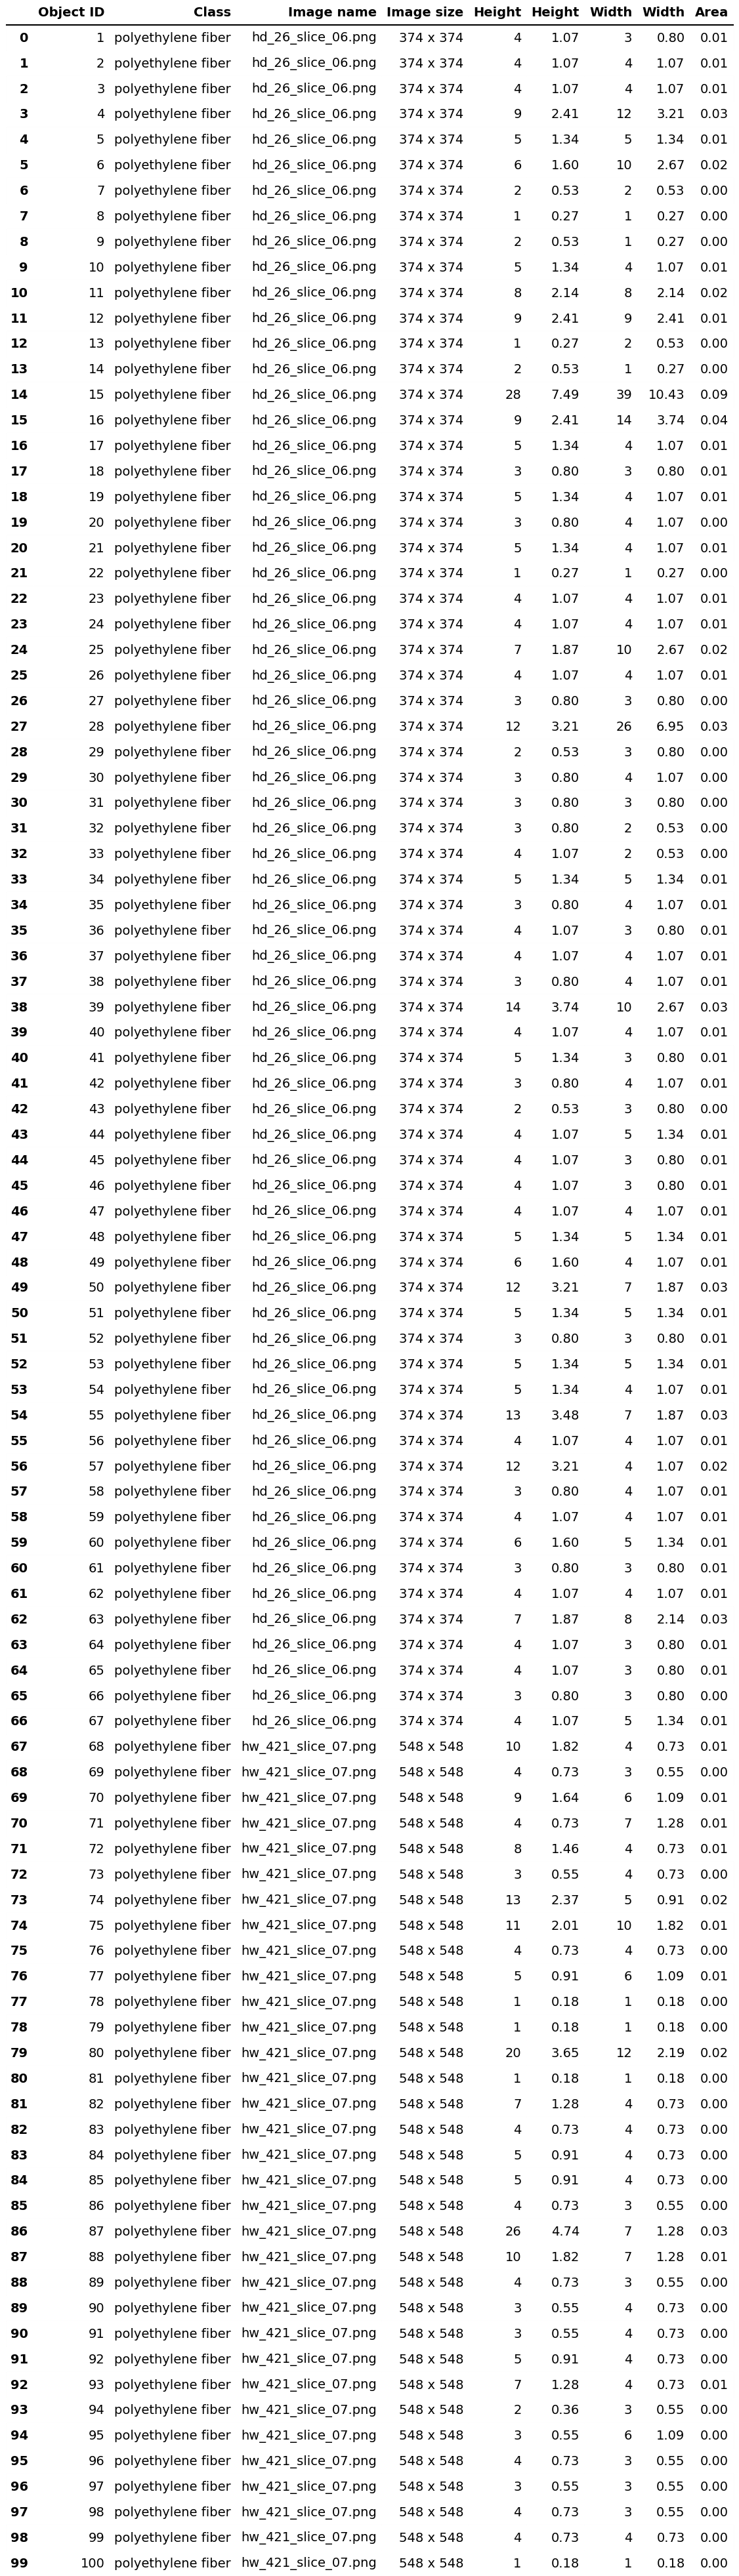 Object ID Class Image name Image size Height Height Width Width Area
0 1 polyethylene fiber hd_26_slice_06.png 374 x 374 4 1.07 3 0.80 0.01
1 2 polyethylene fiber hd_26_slice_06.png 374 x 374 4 1.07 4 1.07 0.01
2 3 polyethylene fiber hd_26_slice_06.png 374 x 374 4 1.07 4 1.07 0.01
3 4 polyethylene fiber hd_26_slice_06.png 374 x 374 9 2.41 12 3.21 0.03
4 5 polyethylene fiber hd_26_slice_06.png 374 x 374 5 1.34 5 1.34 0.01
5 6 polyethylene fiber hd_26_slice_06.png 374 x 374 6 1.60 10 2.67 0.02
6 7 polyethylene fiber hd_26_slice_06.png 374 x 374 2 0.53 2 0.53 0.00
7 8 polyethylene fiber hd_26_slice_06.png 374 x 374 1 0.27 1 0.27 0.00
8 9 polyethylene fiber hd_26_slice_06.png 374 x 374 2 0.53 1 0.27 0.00
9 10 polyethylene fiber hd_26_slice_06.png 374 x 374 5 1.34 4 1.07 0.01
10 11 polyethylene fiber hd_26_slice_06.png 374 x 374 8 2.14 8 2.14 0.02
11 12 polyethylene fiber hd_26_slice_06.png 374 x 374 9 2.41 9 2.41 0.01
12 13 polyethylene fiber hd_26_slice_06.png 374 x 374 1 0.27 2 0.53 0.00
13 14 polyethylene fiber hd_26_slice_06.png 374 x 374 2 0.53 1 0.27 0.00
14 15 polyethylene fiber hd_26_slice_06.png 374 x 374 28 7.49 39 10.43 0.09
15 16 polyethylene fiber hd_26_slice_06.png 374 x 374 9 2.41 14 3.74 0.04
16 17 polyethylene fiber hd_26_slice_06.png 374 x 374 5 1.34 4 1.07 0.01
17 18 polyethylene fiber hd_26_slice_06.png 374 x 374 3 0.80 3 0.80 0.01
18 19 polyethylene fiber hd_26_slice_06.png 374 x 374 5 1.34 4 1.07 0.01
19 20 polyethylene fiber hd_26_slice_06.png 374 x 374 3 0.80 4 1.07 0.00
20 21 polyethylene fiber hd_26_slice_06.png 374 x 374 5 1.34 4 1.07 0.01
21 22 polyethylene fiber hd_26_slice_06.png 374 x 374 1 0.27 1 0.27 0.00
22 23 polyethylene fiber hd_26_slice_06.png 374 x 374 4 1.07 4 1.07 0.01
23 24 polyethylene fiber hd_26_slice_06.png 374 x 374 4 1.07 4 1.07 0.01
24 25 polyethylene fiber hd_26_slice_06.png 374 x 374 7 1.87 10 2.67 0.02
25 26 polyethylene fiber hd_26_slice_06.png 374 x 374 4 1.07 4 1.07 0.01
26 27 polyethylene fiber hd_26_slice_06.png 374 x 374 3 0.80 3 0.80 0.00
27 28 polyethylene fiber hd_26_slice_06.png 374 x 374 12 3.21 26 6.95 0.03
28 29 polyethylene fiber hd_26_slice_06.png 374 x 374 2 0.53 3 0.80 0.00
29 30 polyethylene fiber hd_26_slice_06.png 374 x 374 3 0.80 4 1.07 0.00
30 31 polyethylene fiber hd_26_slice_06.png 374 x 374 3 0.80 3 0.80 0.00
31 32 polyethylene fiber hd_26_slice_06.png 374 x 374 3 0.80 2 0.53 0.00
32 33 polyethylene fiber hd_26_slice_06.png 374 x 374 4 1.07 2 0.53 0.00
33 34 polyethylene fiber hd_26_slice_06.png 374 x 374 5 1.34 5 1.34 0.01
34 35 polyethylene fiber hd_26_slice_06.png 374 x 374 3 0.80 4 1.07 0.01
35 36 polyethylene fiber hd_26_slice_06.png 374 x 374 4 1.07 3 0.80 0.01
36 37 polyethylene fiber hd_26_slice_06.png 374 x 374 4 1.07 4 1.07 0.01
37 38 polyethylene fiber hd_26_slice_06.png 374 x 374 3 0.80 4 1.07 0.01
38 39 polyethylene fiber hd_26_slice_06.png 374 x 374 14 3.74 10 2.67 0.03
39 40 polyethylene fiber hd_26_slice_06.png 374 x 374 4 1.07 4 1.07 0.01
40 41 polyethylene fiber hd_26_slice_06.png 374 x 374 5 1.34 3 0.80 0.01
41 42 polyethylene fiber hd_26_slice_06.png 374 x 374 3 0.80 4 1.07 0.01
42 43 polyethylene fiber hd_26_slice_06.png 374 x 374 2 0.53 3 0.80 0.00
43 44 polyethylene fiber hd_26_slice_06.png 374 x 374 4 1.07 5 1.34 0.01
44 45 polyethylene fiber hd_26_slice_06.png 374 x 374 4 1.07 3 0.80 0.01
45 46 polyethylene fiber hd_26_slice_06.png 374 x 374 4 1.07 3 0.80 0.01
46 47 polyethylene fiber hd_26_slice_06.png 374 x 374 4 1.07 4 1.07 0.01
47 48 polyethylene fiber hd_26_slice_06.png 374 x 374 5 1.34 5 1.34 0.01
48 49 polyethylene fiber hd_26_slice_06.png 374 x 374 6 1.60 4 1.07 0.01
49 50 polyethylene fiber hd_26_slice_06.png 374 x 374 12 3.21 7 1.87 0.03
50 51 polyethylene fiber hd_26_slice_06.png 374 x 374 5 1.34 5 1.34 0.01
51 52 polyethylene fiber hd_26_slice_06.png 374 x 374 3 0.80 3 0.80 0.01
52 53 polyethylene fiber hd_26_slice_06.png 374 x 374 5 1.34 5 1.34 0.01
53 54 polyethylene fiber hd_26_slice_06.png 374 x 374 5 1.34 4 1.07 0.01
54 55 polyethylene fiber hd_26_slice_06.png 374 x 374 13 3.48 7 1.87 0.03
55 56 polyethylene fiber hd_26_slice_06.png 374 x 374 4 1.07 4 1.07 0.01
56 57 polyethylene fiber hd_26_slice_06.png 374 x 374 12 3.21 4 1.07 0.02
57 58 polyethylene fiber hd_26_slice_06.png 374 x 374 3 0.80 4 1.07 0.01
58 59 polyethylene fiber hd_26_slice_06.png 374 x 374 4 1.07 4 1.07 0.01
59 60 polyethylene fiber hd_26_slice_06.png 374 x 374 6 1.60 5 1.34 0.01
60 61 polyethylene fiber hd_26_slice_06.png 374 x 374 3 0.80 3 0.80 0.01
61 62 polyethylene fiber hd_26_slice_06.png 374 x 374 4 1.07 4 1.07 0.01
62 63 polyethylene fiber hd_26_slice_06.png 374 x 374 7 1.87 8 2.14 0.03
63 64 polyethylene fiber hd_26_slice_06.png 374 x 374 4 1.07 3 0.80 0.01
64 65 polyethylene fiber hd_26_slice_06.png 374 x 374 4 1.07 3 0.80 0.01
65 66 polyethylene fiber hd_26_slice_06.png 374 x 374 3 0.80 3 0.80 0.00
66 67 polyethylene fiber hd_26_slice_06.png 374 x 374 4 1.07 5 1.34 0.01
67 68 polyethylene fiber hw_421_slice_07.png 548 x 548 10 1.82 4 0.73 0.01
68 69 polyethylene fiber hw_421_slice_07.png 548 x 548 4 0.73 3 0.55 0.00
69 70 polyethylene fiber hw_421_slice_07.png 548 x 548 9 1.64 6 1.09 0.01
70 71 polyethylene fiber hw_421_slice_07.png 548 x 548 4 0.73 7 1.28 0.01
71 72 polyethylene fiber hw_421_slice_07.png 548 x 548 8 1.46 4 0.73 0.01
72 73 polyethylene fiber hw_421_slice_07.png 548 x 548 3 0.55 4 0.73 0.00
73 74 polyethylene fiber hw_421_slice_07.png 548 x 548 13 2.37 5 0.91 0.02
74 75 polyethylene fiber hw_421_slice_07.png 548 x 548 11 2.01 10 1.82 0.01
75 76 polyethylene fiber hw_421_slice_07.png 548 x 548 4 0.73 4 0.73 0.00
76 77 polyethylene fiber hw_421_slice_07.png 548 x 548 5 0.91 6 1.09 0.01
77 78 polyethylene fiber hw_421_slice_07.png 548 x 548 1 0.18 1 0.18 0.00
78 79 polyethylene fiber hw_421_slice_07.png 548 x 548 1 0.18 1 0.18 0.00
79 80 polyethylene fiber hw_421_slice_07.png 548 x 548 20 3.65 12 2.19 0.02
80 81 polyethylene fiber hw_421_slice_07.png 548 x 548 1 0.18 1 0.18 0.00
81 82 polyethylene fiber hw_421_slice_07.png 548 x 548 7 1.28 4 0.73 0.01
82 83 polyethylene fiber hw_421_slice_07.png 548 x 548 4 0.73 4 0.73 0.00
83 84 polyethylene fiber hw_421_slice_07.png 548 x 548 5 0.91 4 0.73 0.00
84 85 polyethylene fiber hw_421_slice_07.png 548 x 548 5 0.91 4 0.73 0.00
85 86 polyethylene fiber hw_421_slice_07.png 548 x 548 4 0.73 3 0.55 0.00
86 87 polyethylene fiber hw_421_slice_07.png 548 x 548 26 4.74 7 1.28 0.03
87 88 polyethylene fiber hw_421_slice_07.png 548 x 548 10 1.82 7 1.28 0.01
88 89 polyethylene fiber hw_421_slice_07.png 548 x 548 4 0.73 3 0.55 0.00
89 90 polyethylene fiber hw_421_slice_07.png 548 x 548 3 0.55 4 0.73 0.00
90 91 polyethylene fiber hw_421_slice_07.png 548 x 548 3 0.55 4 0.73 0.00
91 92 polyethylene fiber hw_421_slice_07.png 548 x 548 5 0.91 4 0.73 0.00
92 93 polyethylene fiber hw_421_slice_07.png 548 x 548 7 1.28 4 0.73 0.01
93 94 polyethylene fiber hw_421_slice_07.png 548 x 548 2 0.36 3 0.55 0.00
94 95 polyethylene fiber hw_421_slice_07.png 548 x 548 3 0.55 6 1.09 0.00
95 96 polyethylene fiber hw_421_slice_07.png 548 x 548 4 0.73 3 0.55 0.00
96 97 polyethylene fiber hw_421_slice_07.png 548 x 548 3 0.55 3 0.55 0.00
97 98 polyethylene fiber hw_421_slice_07.png 548 x 548 4 0.73 3 0.55 0.00
98 99 polyethylene fiber hw_421_slice_07.png 548 x 548 4 0.73 4 0.73 0.00
99 100 polyethylene fiber hw_421_slice_07.png 548 x 548 1 0.18 1 0.18 0.00